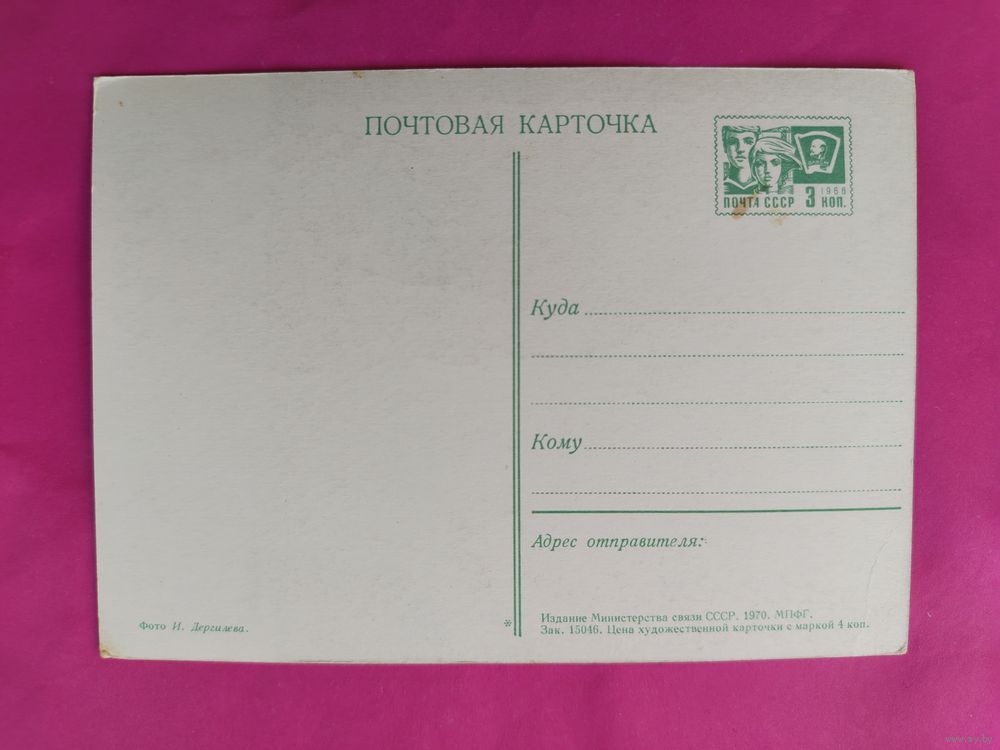 ПОЧТОВАЯ КАРТОЧКА
ПОЧТА СССР 3 КОП. 1966
Куда
Кому
Адрес отправителя:
Фото И. Дергилева.
*
Издание Министерства связи СССР. 1970. МПФГ.
Зак. 15046. Цена художественной карточки с маркой 4 коп.